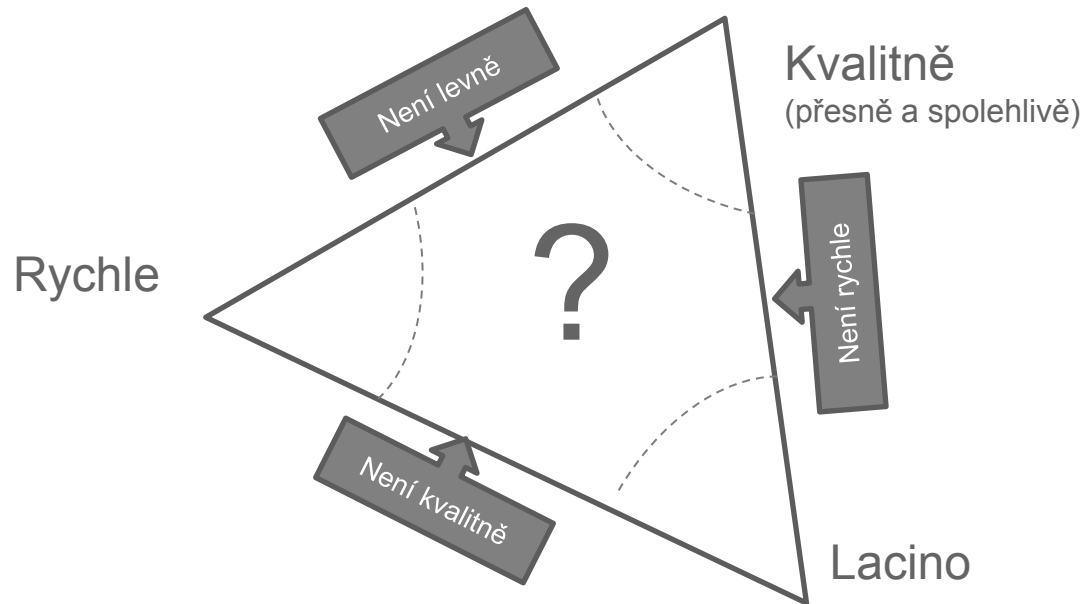 Není levně
Kvalitně
(přesně a spolehlivě)
Rychle
?
Není rychle
Není kvalitně
Lacino